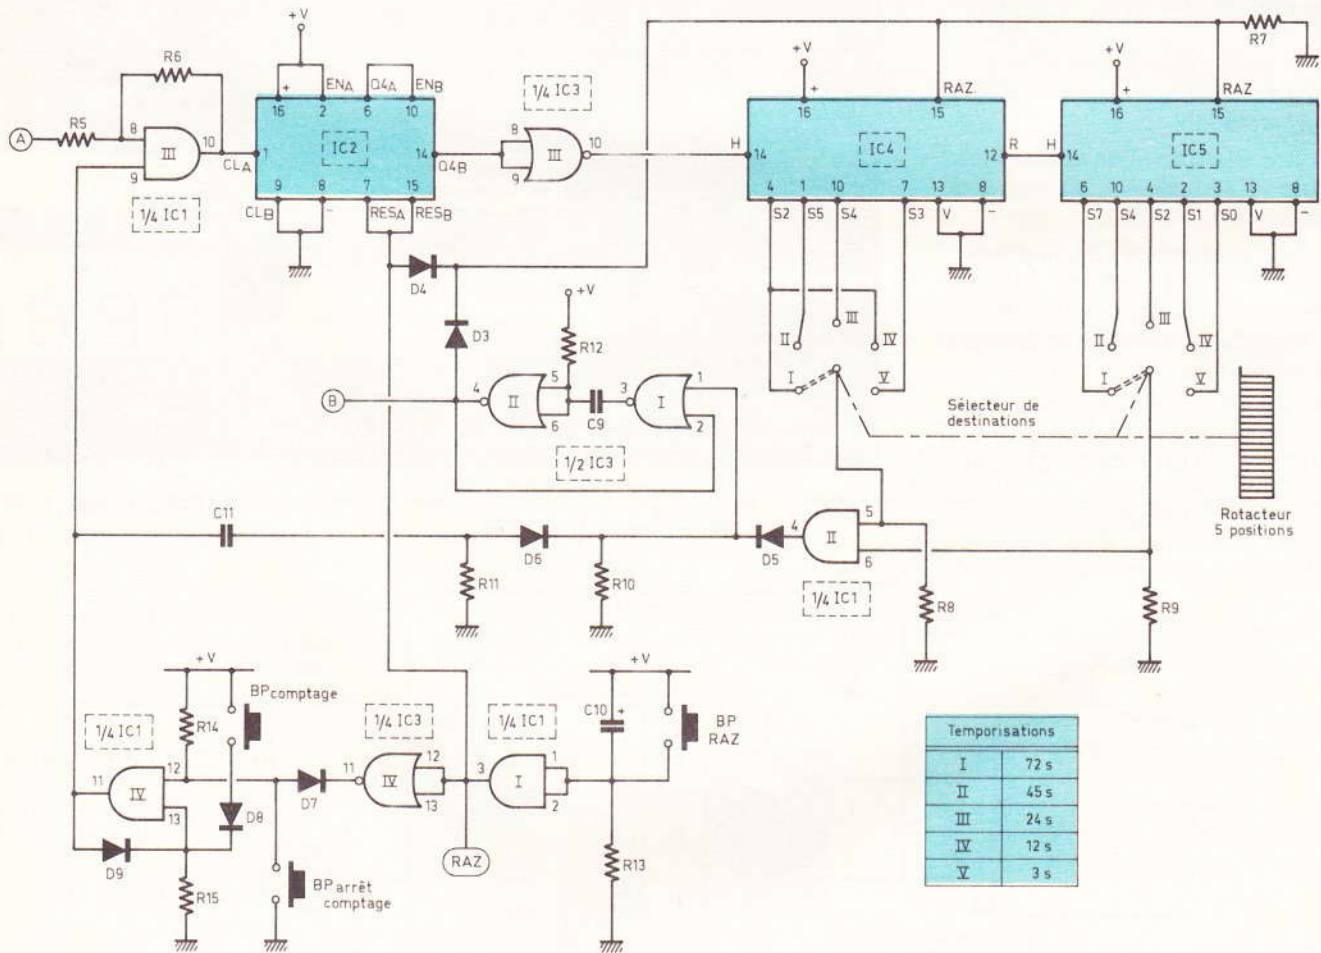 +V
R6
R5
A
8
9
III
10
CLA
1/4 IC1
+
16
ENA
2
Q4A
6
ENB
10
1
IC2
14
Q4B
9
CLB
8
-
7
RESA
15
RESB
1/4 IC3
8
9
III
10
H
14
+V
+
16
RAZ
15
IC4
12
R
4
S2
1
S5
10
S4
7
S3
13
V
8
-
H
14
+V
+
16
RAZ
15
R7
IC5
6
S7
10
S4
4
S2
2
S1
3
S0
13
V
8
-
D4
D3
+V
R12
B
4
II
5
6
C9
3
I
1
2
1/2 IC3
I
II
III
IV
V
I
II
III
IV
V
Sélecteur de
destinations
Rotacteur
5 positions
C11
D6
R11
R10
D5
4
II
5
6
1/4 IC1
R8
R9
+V
BP comptage
1/4 IC1
R14
11
IV
12
13
D8
D9
R15
D7
BP arrêt
comptage
1/4 IC3
11
IV
12
13
RAZ
1/4 IC1
3
I
1
2
+V
C10
+
BP
RAZ
R13
Temporisations
I 72 s
II 45 s
III 24 s
IV 12 s
V 3 s